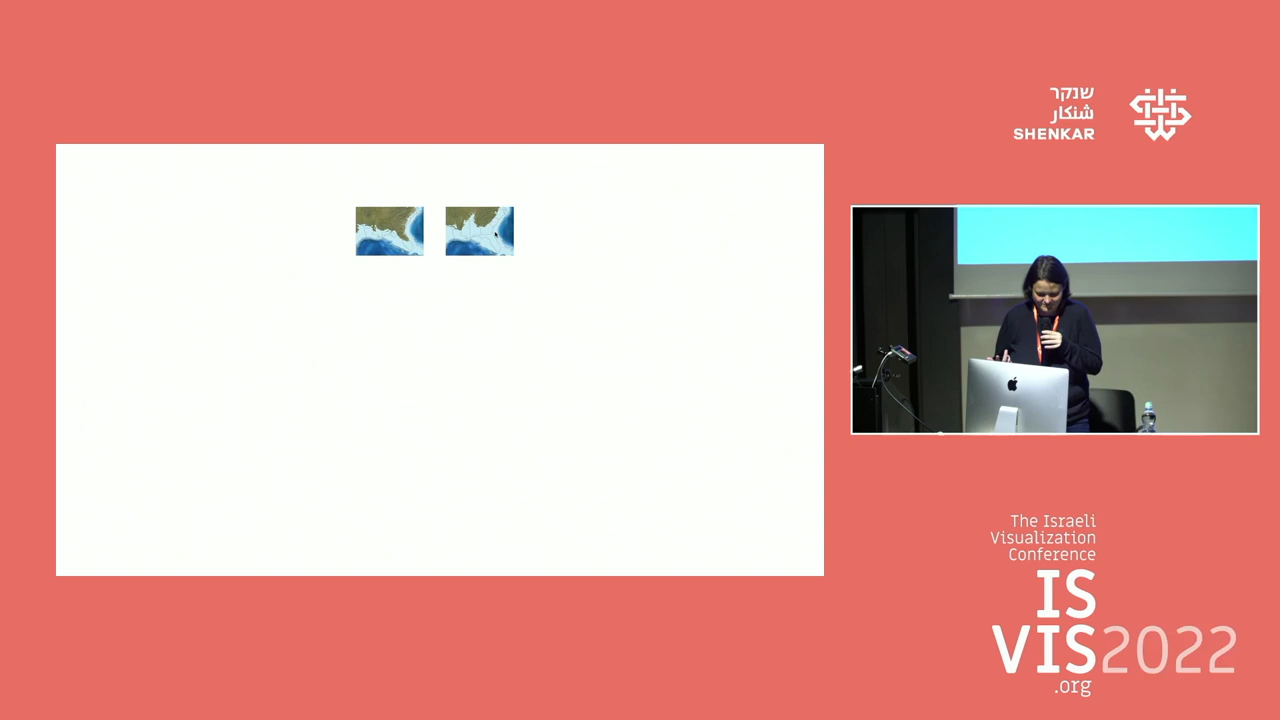 שנקר
شنكار
SHENKAR
The Israeli
Visualization
Conference
IS
VIS2022
.org